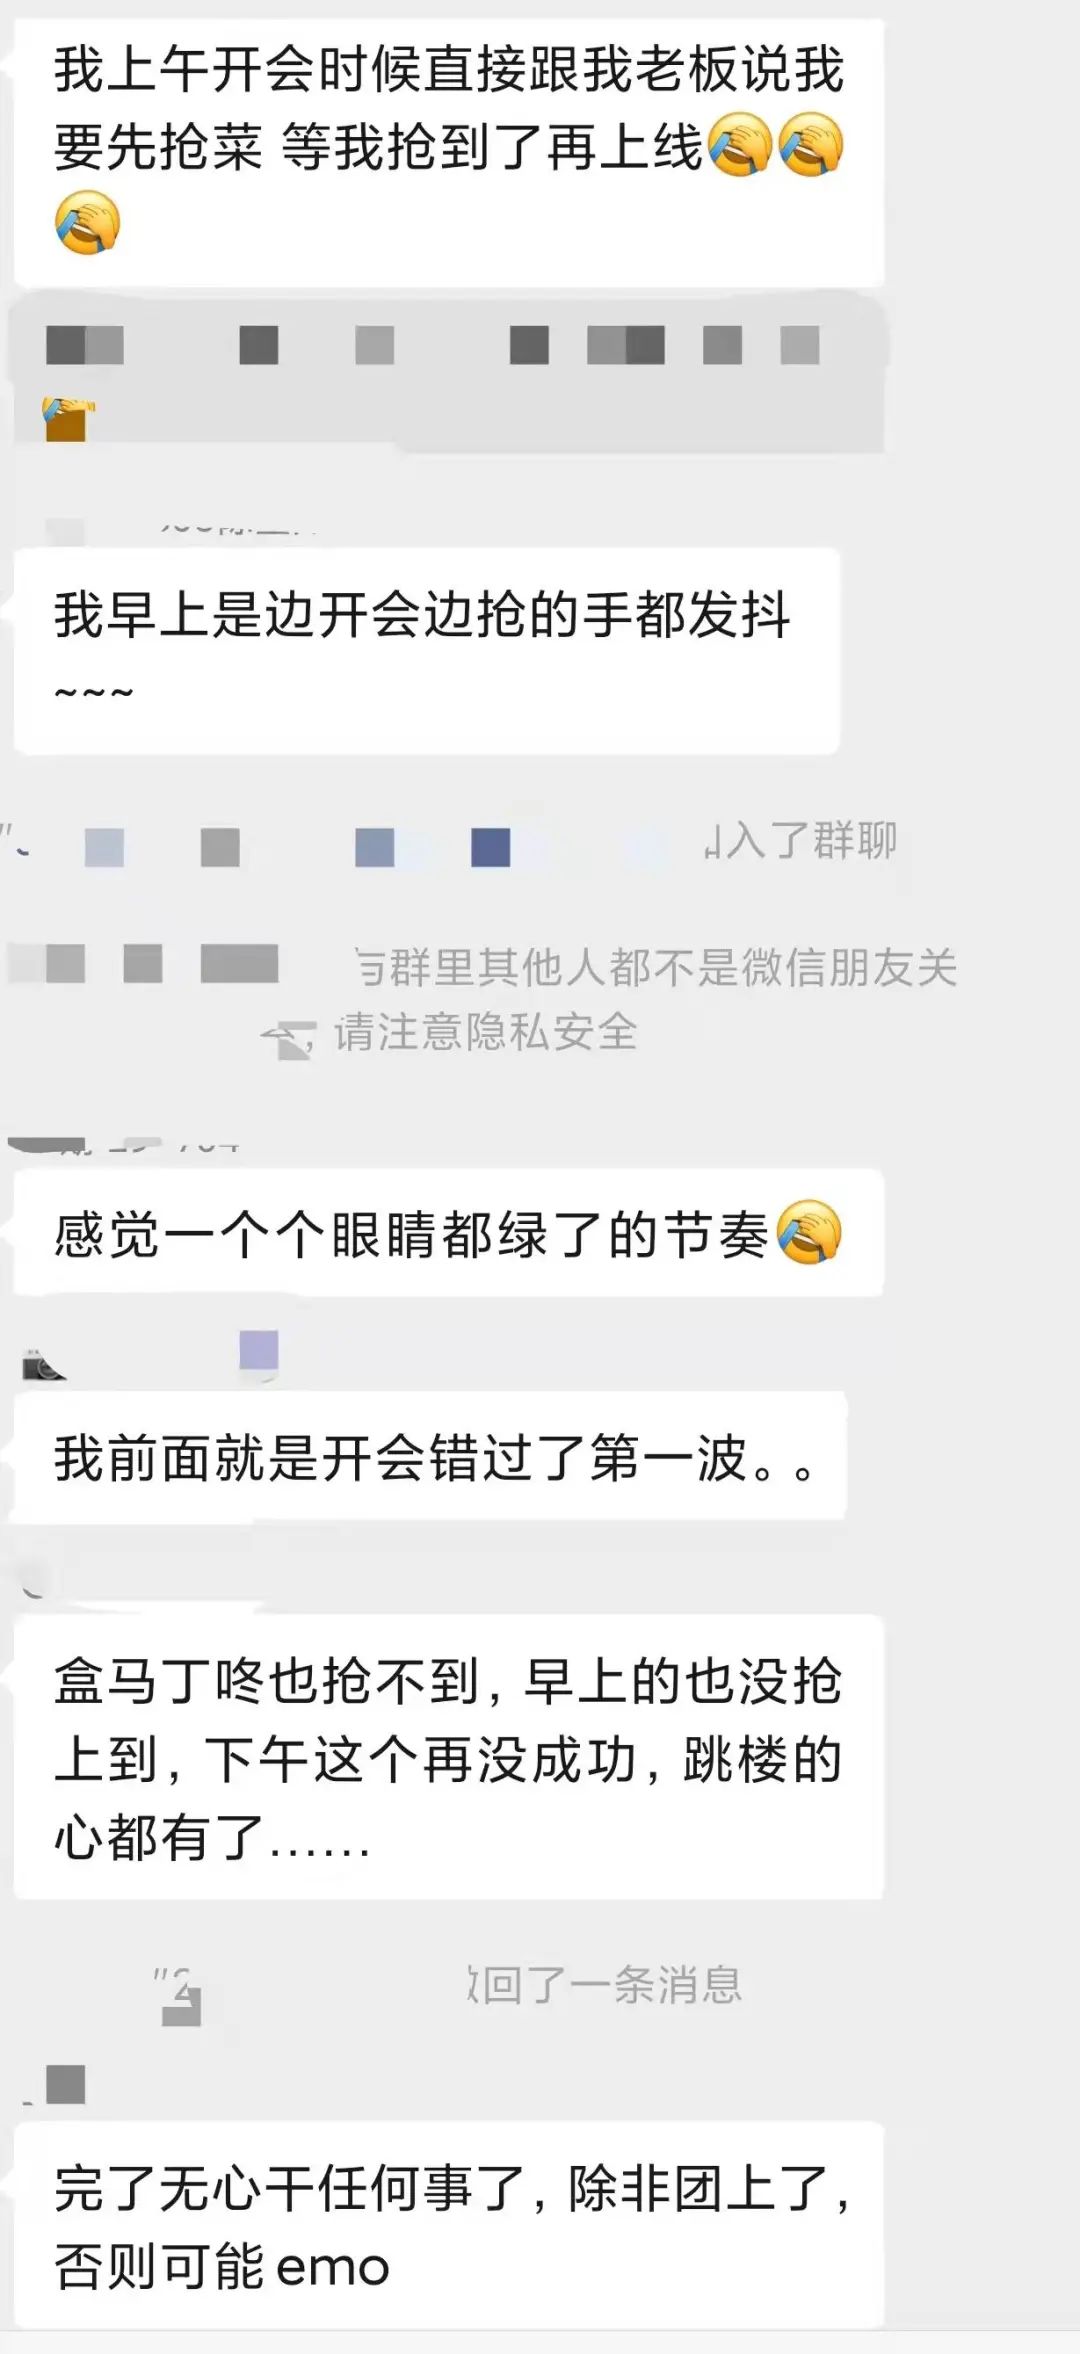 我上午开会时候直接跟我老板说我
要先抢菜 等我抢到了再上线🤦🤦
🤦
我早上是边开会边抢的手都发抖
~~~
入了群聊
与群里其他人都不是微信朋友关
，请注意隐私安全
感觉一个个眼睛都绿了的节奏🤦
我前面就是开会错过了第一波。。
盒马丁咚也抢不到，早上的也没抢
上到，下午这个再没成功，跳楼的
心都有了......
"2
回了一条消息
完了无心干任何事了，除非团上了，
否则可能emo